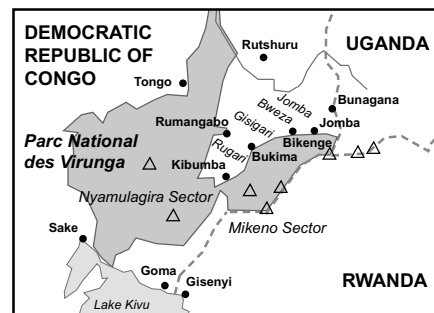 DEMOCRATIC
REPUBLIC OF
CONGO
UGANDA
Rutshuru
Tongo
Bunagana
Jomba
Bweza
Jomba
Rumangabo
Gisigari
Bikenge
Parc National
des Virunga
Rugari
Bukima
Kibumba
Nyamulagira Sector
Mikeno Sector
Sake
Goma
Gisenyi
RWANDA
Lake Kivu